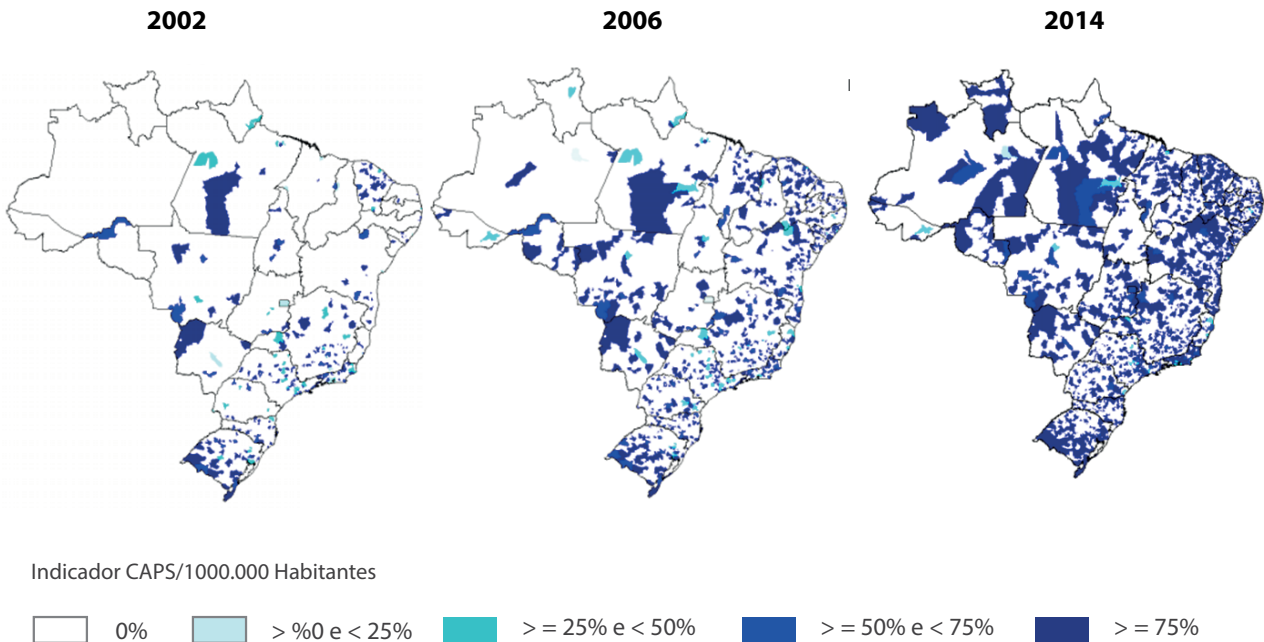 2002
2006
2014
Indicador CAPS/1000.000 Habitantes
0%
> %0 e < 25%
> = 25% e < 50%
> = 50% e < 75%
> = 75%